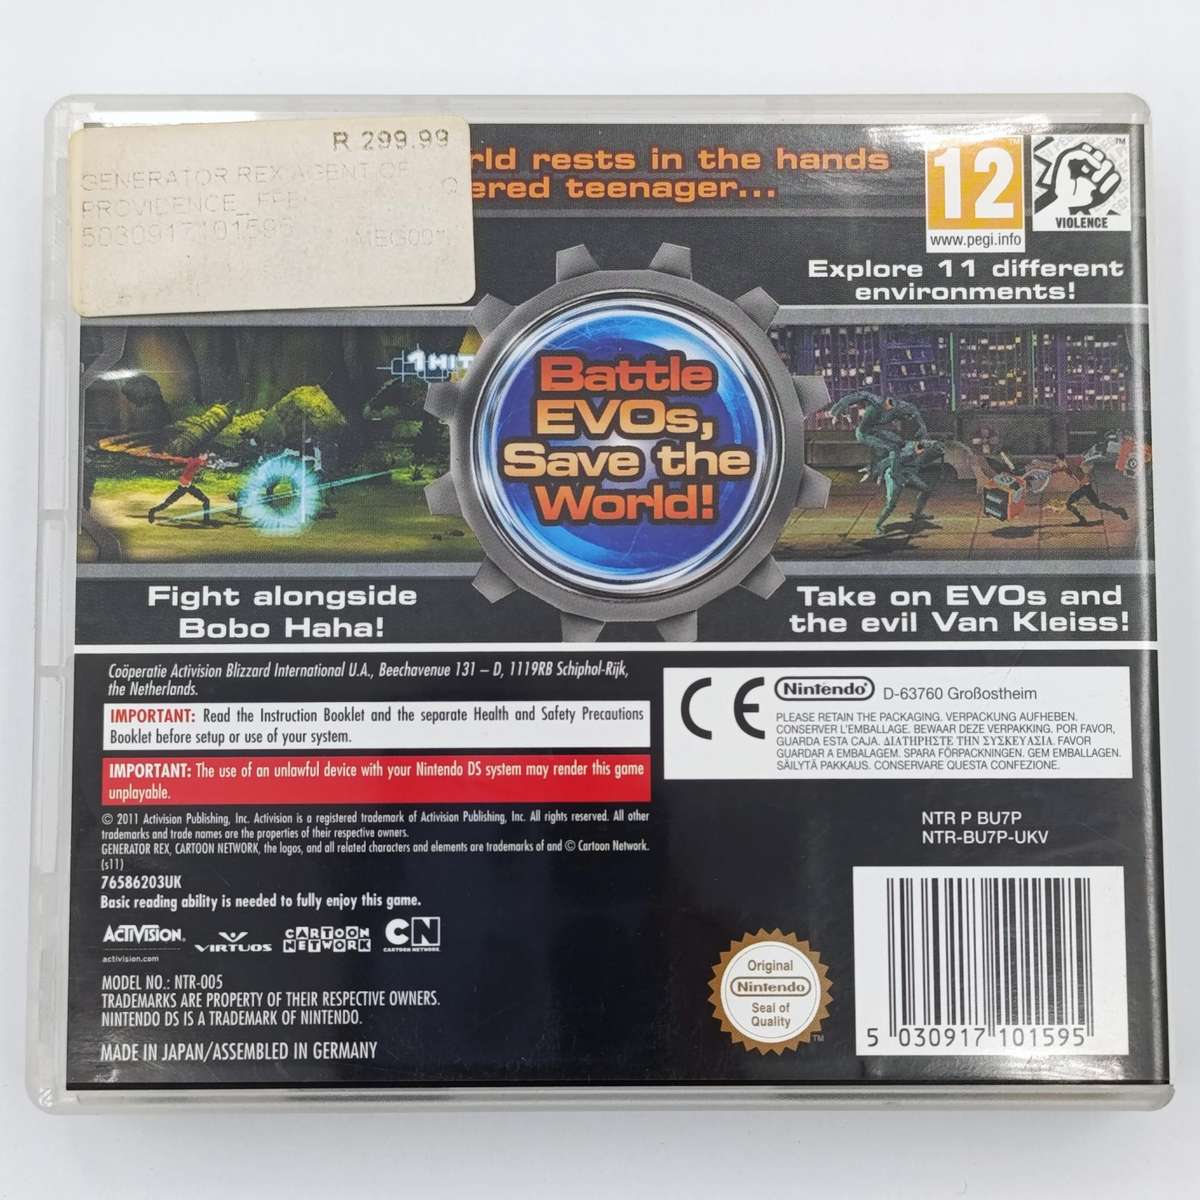 R 299.99
GENERATOR REX AGENT OF
PROVIDENCE_
5030917101595
rld rests in the hands
ered teenager...
12
www.pegi.info
VIOLENCE
Explore 11 different
environments!
1 HIT
Battle
EVOs,
Save the
World!
Fight alongside
Bobo Haha!
Take on EVOs and
the evil Van Kleiss!
Coöperatie Activision Blizzard International U.A., Beechavenue 131 – D, 1119RB Schiphol-Rijk,
the Netherlands.
IMPORTANT: Read the Instruction Booklet and the separate Health and Safety Precautions
Booklet before setup or use of your system.
IMPORTANT: The use of an unlawful device with your Nintendo DS system may render this game
unplayable.
© 2011 Activision Publishing, Inc. Activision is a registered trademark of Activision Publishing, Inc. All rights reserved. All other
trademarks and trade names are the properties of their respective owners.
GENERATOR REX, CARTOON NETWORK, the logos, and all related characters and elements are trademarks of and © Cartoon Network.
(s11)
76586203UK
Basic reading ability is needed to fully enjoy this game.
ACTIVISION.
activision.com
VIRTUOS
CARTOON
NETWORK
CN
CARTOON NETWORK
MODEL NO.: NTR-005
TRADEMARKS ARE PROPERTY OF THEIR RESPECTIVE OWNERS.
NINTENDO DS IS A TRADEMARK OF NINTENDO.
MADE IN JAPAN/ASSEMBLED IN GERMANY
CE
Nintendo® D-63760 Großostheim
PLEASE RETAIN THE PACKAGING. VERPACKUNG AUFHEBEN.
CONSERVER L'EMBALLAGE. BEWAAR DEZE VERPAKKING. POR FAVOR,
GUARDA ESTA CAJA. ΔΙΑΤΗΡΗΣΤΕ ΤΗΝ ΣΥΣΚΕΥΑΣΙΑ. FAVOR
GUARDAR A EMBALAGEM. SPARA FÖRPACKNINGEN. GEM EMBALLAGEN.
SÄILYTÄ PAKKAUS. CONSERVARE QUESTA CONFEZIONE.
NTR P BU7P
NTR-BU7P-UKV
Original
Nintendo
Seal of
Quality
TM
5 030917 101595